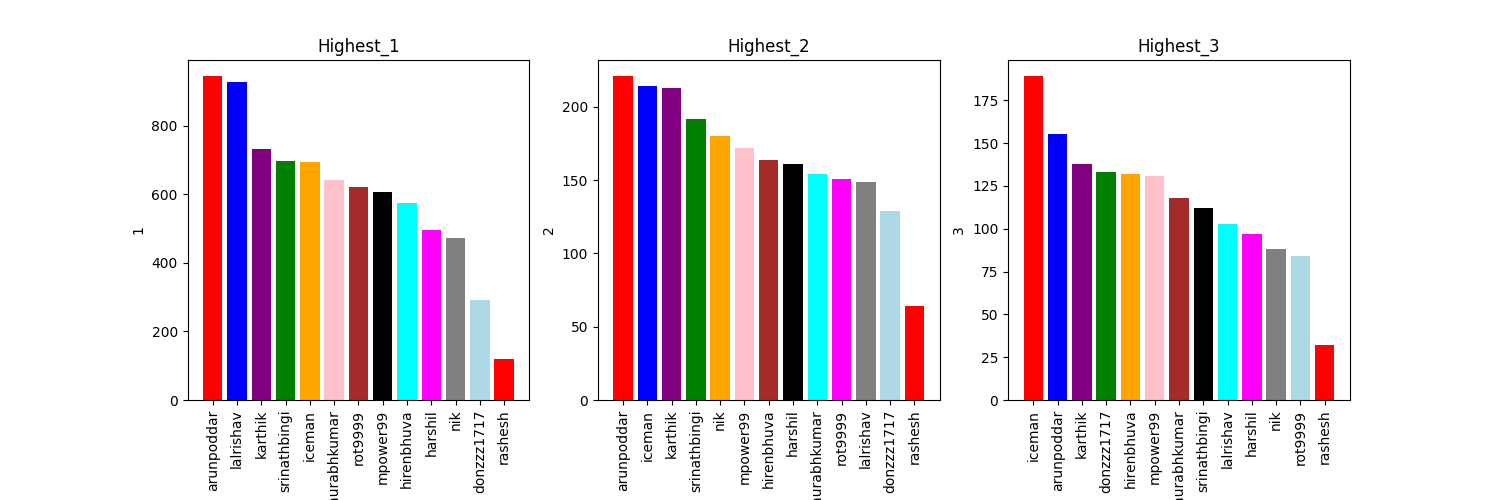 Highest_1
Highest_2
Highest_3
1
800
600
400
200
0
arunpoddar
lalrishav
karthik
srinathbingi
iceman
urabhkumar
rot9999
mpower99
hirenbhuva
harshil
nik
donzzz1717
rashesh
2
200
150
100
50
0
arunpoddar
iceman
karthik
srinathbingi
nik
mpower99
hirenbhuva
harshil
urabhkumar
rot9999
lalrishav
donzzz1717
rashesh
3
175
150
125
100
75
50
25
0
iceman
arunpoddar
karthik
donzzz1717
hirenbhuva
mpower99
urabhkumar
srinathbingi
lalrishav
harshil
nik
rot9999
rashesh